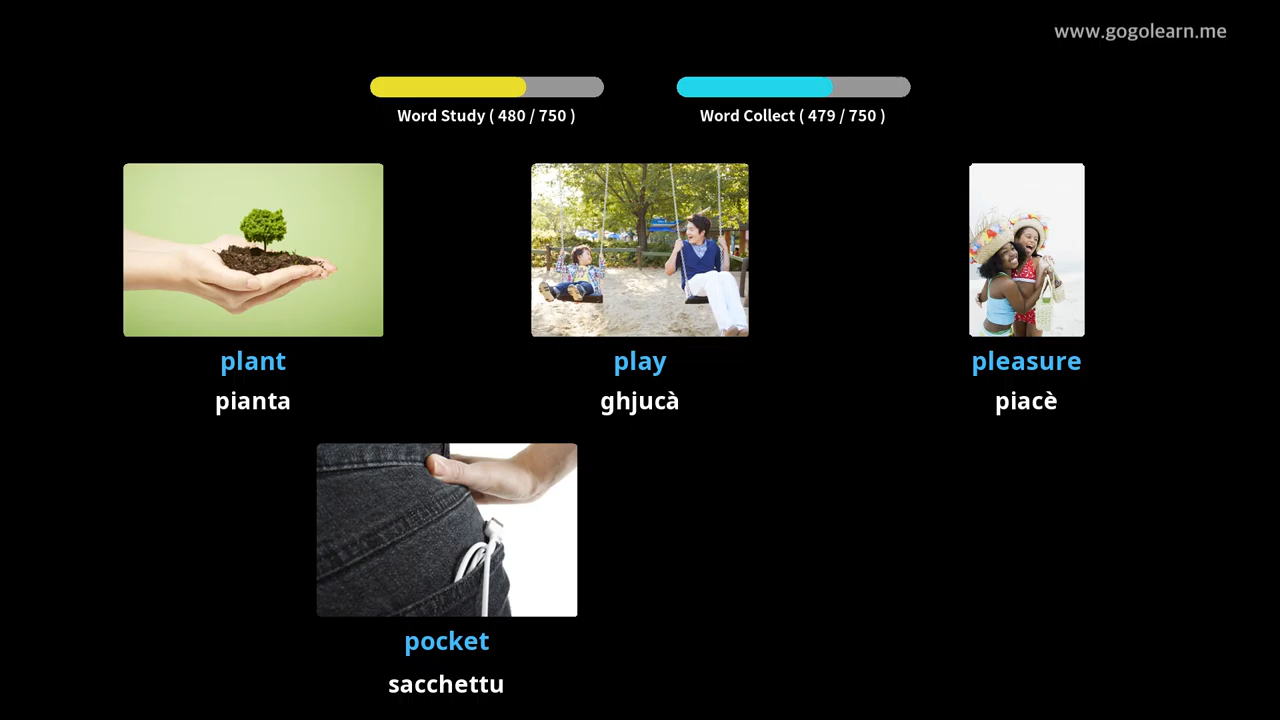 www.gogolearn.me
Word Study ( 480 / 750 )
Word Collect ( 479 / 750 )
plant
play
pleasure
pianta
ghjucà
piacè
pocket
sacchettu